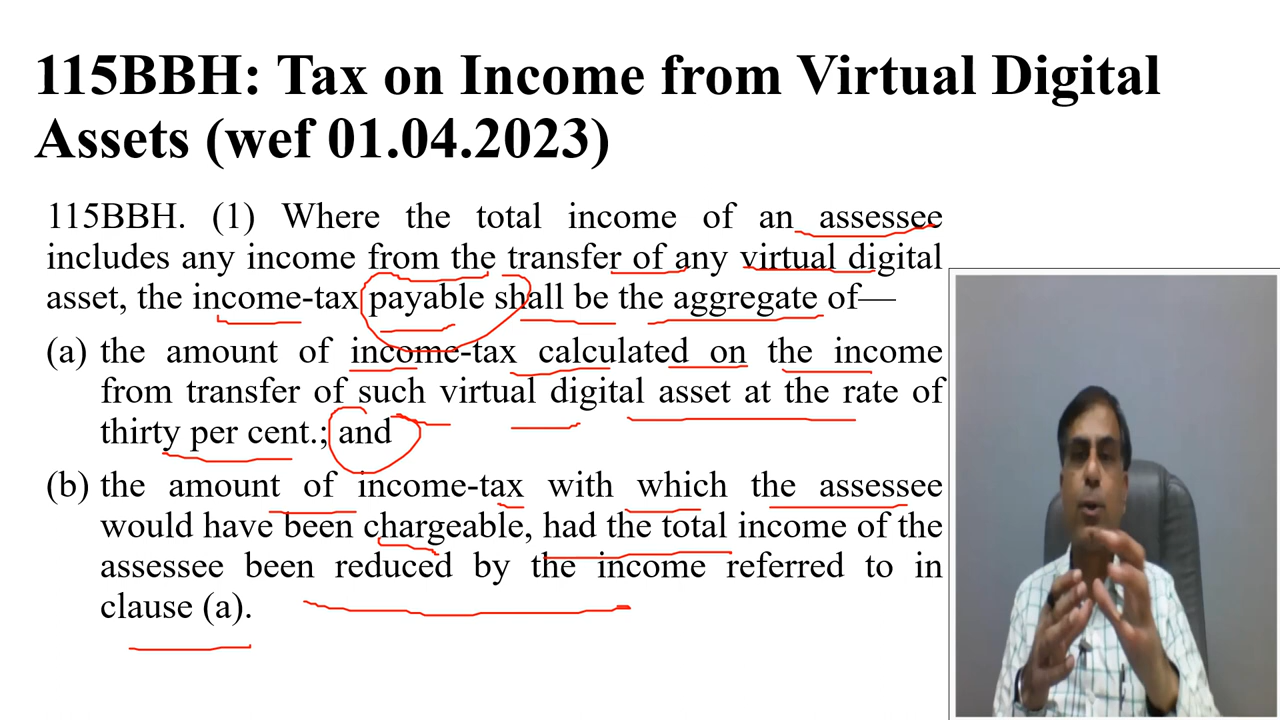 115BBH: Tax on Income from Virtual Digital
Assets (wef 01.04.2023)
115BBH. (1) Where the total income of an assessee
includes any income from the transfer of any virtual digital
asset, the income-tax payable shall be the aggregate of—
(a) the amount of income-tax calculated on the income
from transfer of such virtual digital asset at the rate of
thirty per cent.; and
(b) the amount of income-tax with which the assessee
would have been chargeable, had the total income of the
assessee been reduced by the income referred to in
clause (a).